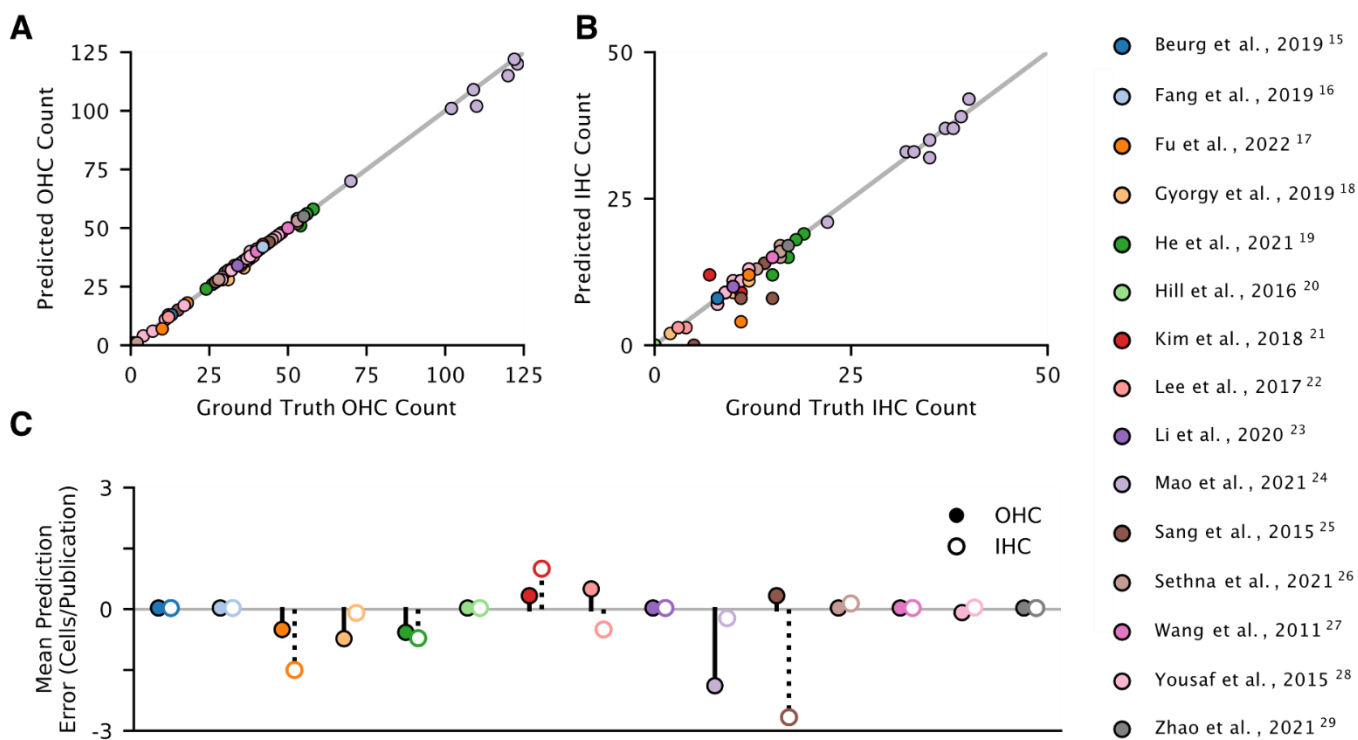 A
125
100
75
50
25
0
Predicted OHC Count
0 25 50 75 100 125
Ground Truth OHC Count
B
50
25
0
Predicted IHC Count
0 25 50
Ground Truth IHC Count
Beurg et al., 2019 15
Fang et al., 2019 16
Fu et al., 2022 17
Gyorgy et al., 2019 18
He et al., 2021 19
Hill et al., 2016 20
Kim et al., 2018 21
Lee et al., 2017 22
Li et al., 2020 23
Mao et al., 2021 24
Sang et al., 2015 25
Sethna et al., 2021 26
Wang et al., 2011 27
Yousaf et al., 2015 28
Zhao et al., 2021 29
C
3
0
-3
Mean Prediction
Error (Cells/Publication)
OHC
IHC